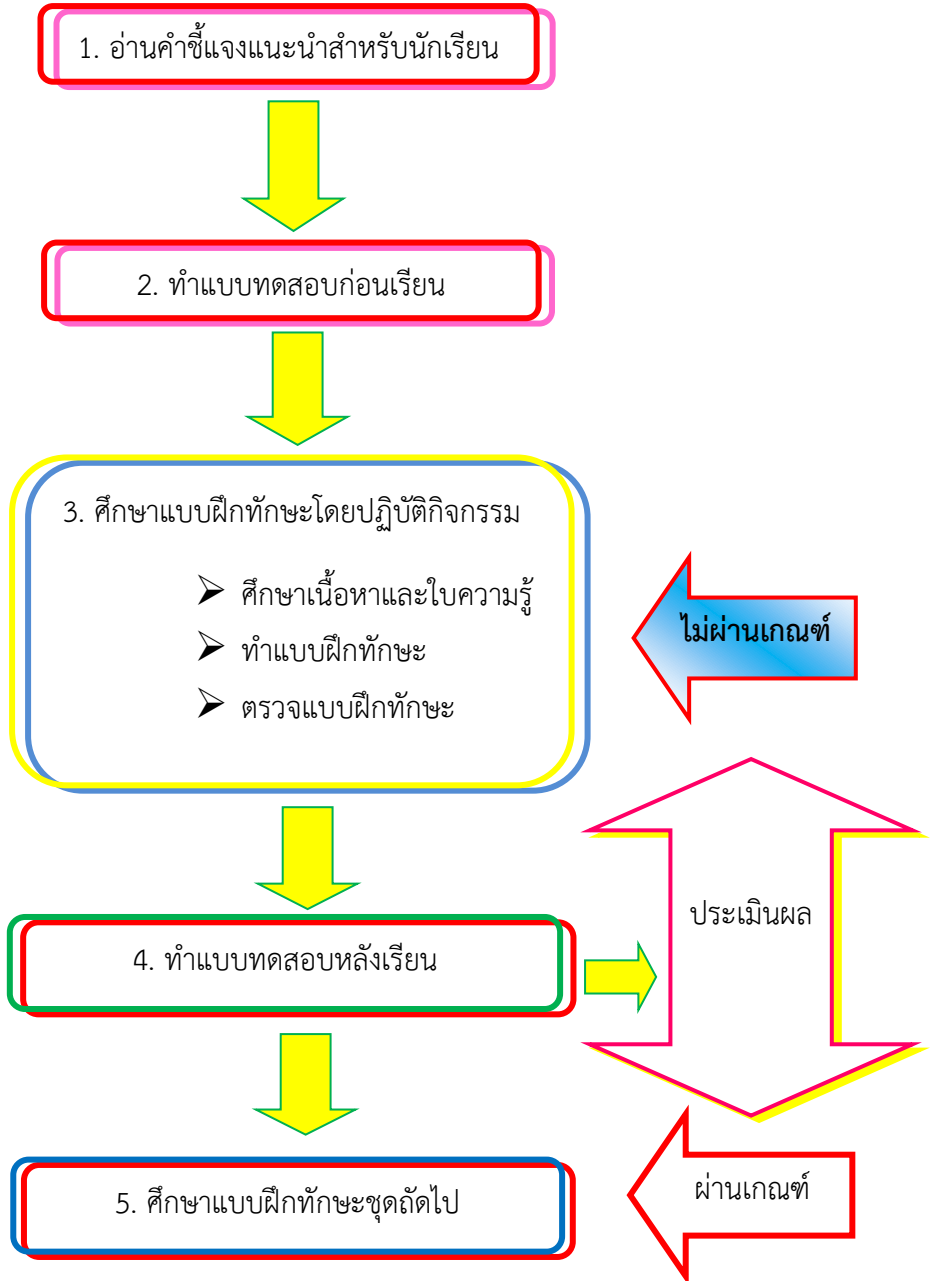 1. อ่านคำชี้แจงแนะนำสำหรับนักเรียน
2. ทำแบบทดสอบก่อนเรียน
3. ศึกษาแบบฝึกทักษะโดยปฏิบัติกิจกรรม
➢ ศึกษาเนื้อหาและใบความรู้
➢ ทำแบบฝึกทักษะ
➢ ตรวจแบบฝึกทักษะ
ไม่ผ่านเกณฑ์
ประเมินผล
4. ทำแบบทดสอบหลังเรียน
5. ศึกษาแบบฝึกทักษะชุดถัดไป
ผ่านเกณฑ์